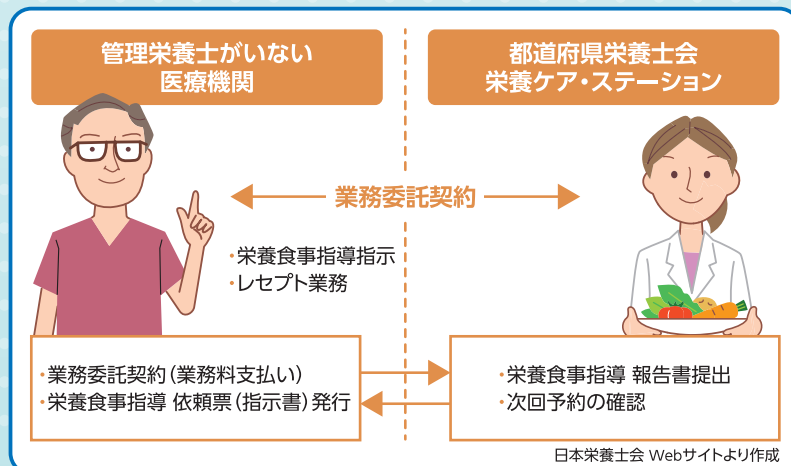 管理栄養士がいない
医療機関
都道府県栄養士会
栄養ケア・ステーション
業務委託契約
・栄養食事指導指示
・レセプト業務
・業務委託契約(業務料支払い)
・栄養食事指導 依頼票(指示書)発行
・栄養食事指導 報告書提出
・次回予約の確認
日本栄養士会 Webサイトより作成